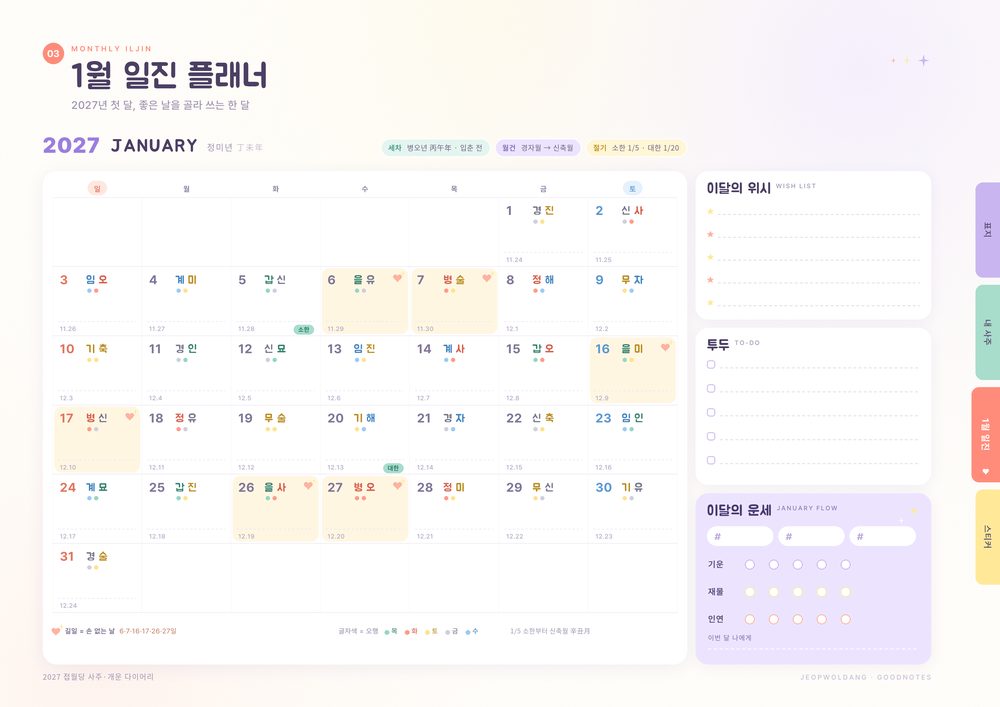 03
MONTHLY ILJIN
1월 일진 플래너
2027년 첫 달, 좋은 날을 골라 쓰는 한 달
2027 JANUARY 정미년 丁未年
세차 병오년 丙午年 · 입춘 전
월건 경자월 → 신축월
절기 소한 1/5 · 대한 1/20
일 월 화 수 목 금 토
1 경진 2 신사
11.24 11.25
3 임오 4 계미 5 갑신 6 을유 7 병술 8 정해 9 무자
11.26 11.27 11.28 소한 11.29 11.30 12.1 12.2
10 기축 11 경인 12 신묘 13 임진 14 계사 15 갑오 16 을미
12.3 12.4 12.5 12.6 12.7 12.8 12.9
17 병신 18 정유 19 무술 20 기해 21 경자 22 신축 23 임인
12.10 12.11 12.12 12.13 대한 12.14 12.15 12.16
24 계묘 25 갑진 26 을사 27 병오 28 정미 29 무신 30 기유
12.17 12.18 12.19 12.20 12.21 12.22 12.23
31 경술
12.24
길일 = 손 없는 날 6·7·16·17·26·27일
글자색 = 오행 목 화 토 금 수
1/5 소한부터 신축월 辛丑月
이달의 위시 WISH LIST
투두 TO-DO
이달의 운세 JANUARY FLOW
# # #
기운
재물
인연
이번 달 나에게
표지
내 사주
1월 일진
스티커
2027 접월당 사주·개운 다이어리
JEOPWOLDANG · GOODNOTES